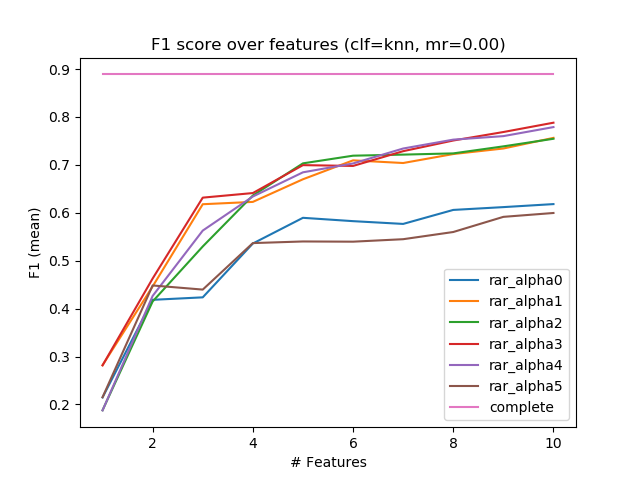 F1 score over features (clf=knn, mr=0.00)
F1 (mean)
0.9
0.8
0.7
0.6
0.5
0.4
0.3
0.2
2 4 6 8 10
# Features
rar_alpha0
rar_alpha1
rar_alpha2
rar_alpha3
rar_alpha4
rar_alpha5
complete